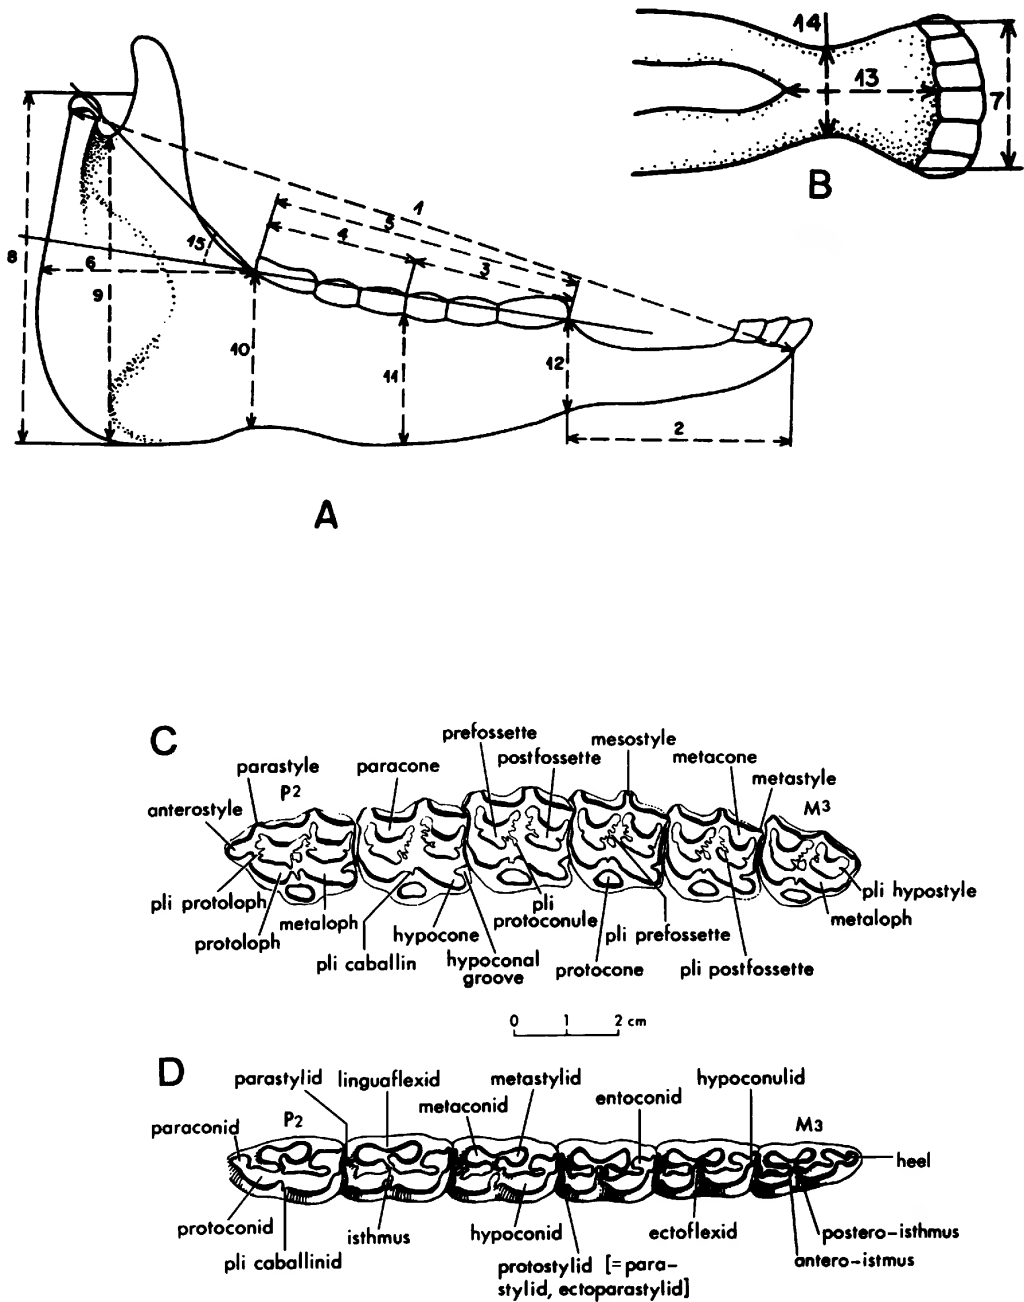 14
13
7
B
1
5
4
3
15
8
6
9
10
11
12
2
A
C
prefossette
mesostyle
postfossette
metacone
parastyle
paracone
metastyle
P2
M3
anterostyle
pli protoloph
pli hypostyle
metaloph
metaloph
pli
protoconule
protoloph
hypocone
pli prefossette
pli caballin
hypoconal
groove
protocone
pli postfossette
0 1 2 cm
D
parastylid
linguaflexid
metastylid
hypoconulid
metaconid
entoconid
P2
M3
paraconid
heel
protoconid
isthmus
hypoconid
ectoflexid
postero-isthmus
pli caballinid
antero-istmus
protostylid [=para-
stylid, ectoparastylid]